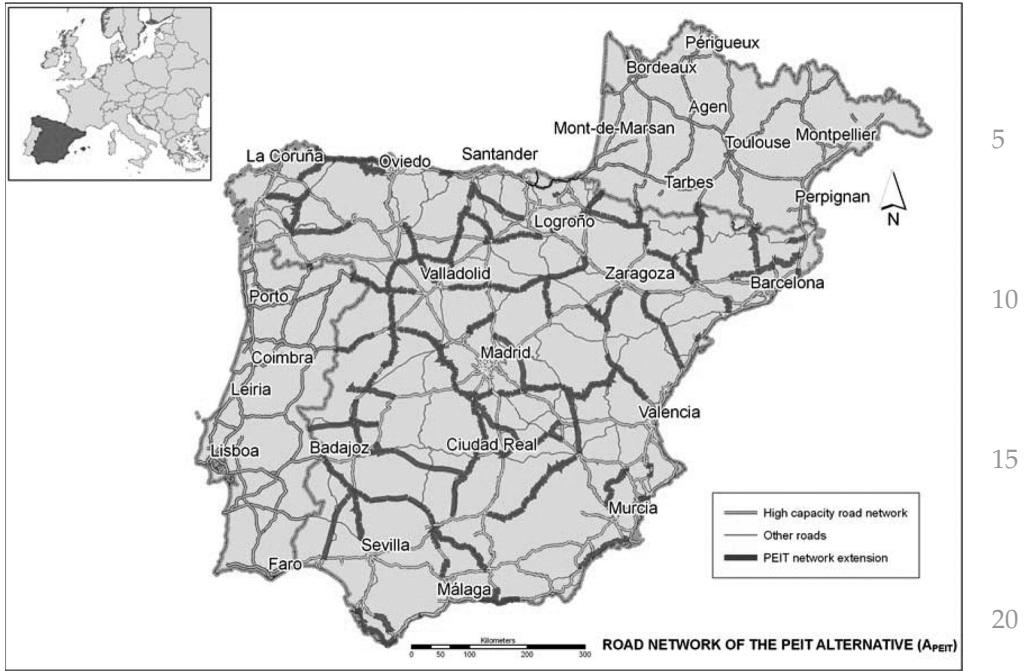 Périgueux
Bordeaux
Agen
Mont-de-Marsan
Toulouse
Montpellier
5
La Coruña
Oviedo
Santander
Tarbes
Perpignan
N
Logroño
Valladolid
Zaragoza
Barcelona
Porto
10
Coimbra
Madrid
Leiria
Valencia
Lisboa
Badajoz
Ciudad Real
15
Murcia
High capacity road network
Other roads
PEIT network extension
Sevilla
Faro
Málaga
20
Kilometers
0 50 100 200 300
ROAD NETWORK OF THE PEIT ALTERNATIVE (APEIT)